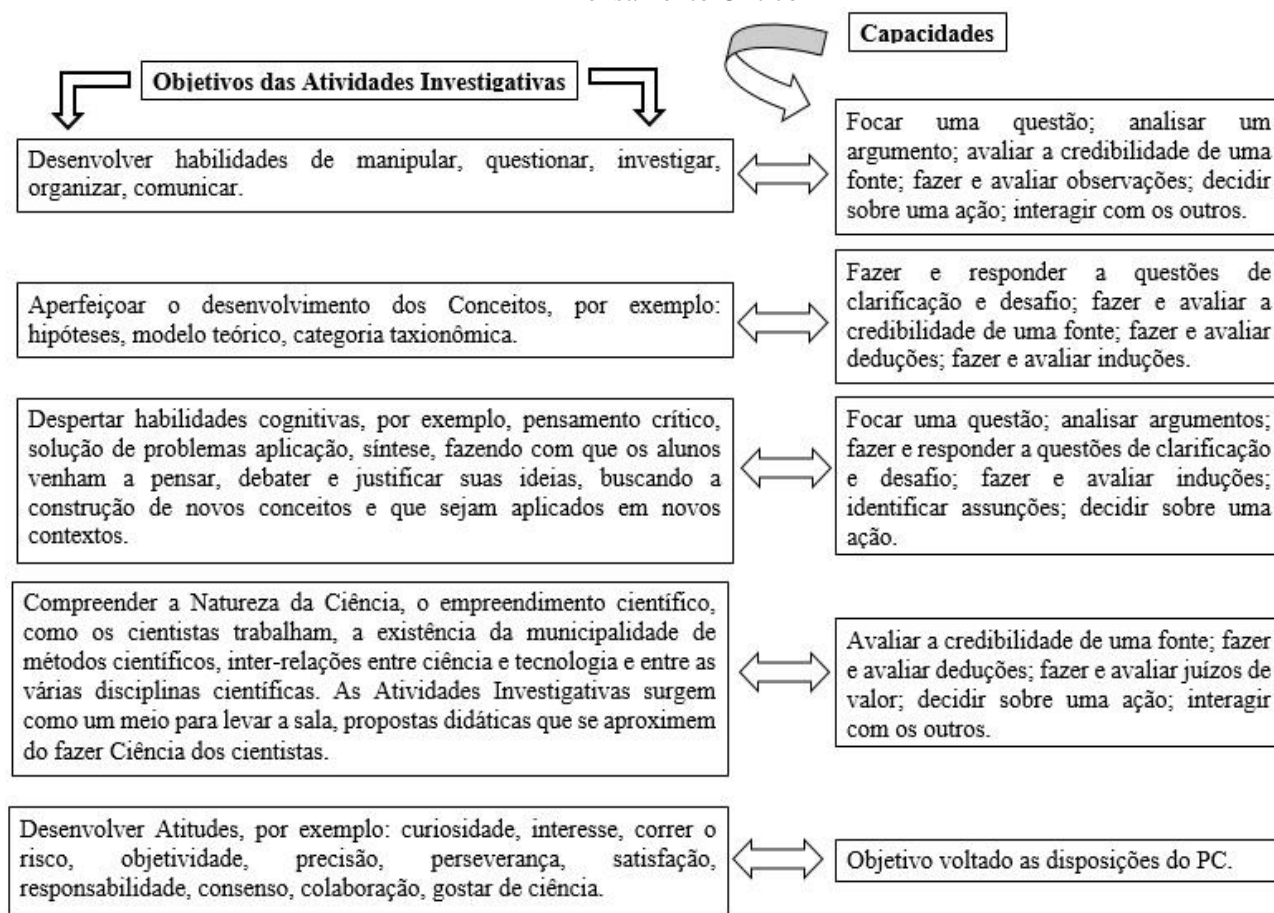 Capacidades
Objetivos das Atividades Investigativas
Desenvolver habilidades de manipular, questionar, investigar,
organizar, comunicar.
Focar uma questão; analisar um
argumento; avaliar a credibilidade de uma
fonte; fazer e avaliar observações; decidir
sobre uma ação; interagir com os outros.
Aperfeiçoar o desenvolvimento dos Conceitos, por exemplo:
hipóteses, modelo teórico, categoria taxionômica.
Fazer e responder a questões de
clarificação e desafio; fazer e avaliar a
credibilidade de uma fonte; fazer e avaliar
deduções; fazer e avaliar induções.
Despertar habilidades cognitivas, por exemplo, pensamento crítico,
solução de problemas aplicação, síntese, fazendo com que os alunos
venham a pensar, debater e justificar suas ideias, buscando a
construção de novos conceitos e que sejam aplicados em novos
contextos.
Focar uma questão; analisar argumentos;
fazer e responder a questões de clarificação
e desafio; fazer e avaliar induções;
identificar assunções; decidir sobre uma
ação.
Compreender a Natureza da Ciência, o empreendimento científico,
como os cientistas trabalham, a existência da municipalidade de
métodos científicos, inter-relações entre ciência e tecnologia e entre as
várias disciplinas científicas. As Atividades Investigativas surgem
como um meio para levar a sala, propostas didáticas que se aproximem
do fazer Ciência dos cientistas.
Avaliar a credibilidade de uma fonte; fazer
e avaliar deduções; fazer e avaliar juízos de
valor; decidir sobre uma ação; interagir
com os outros.
Desenvolver Atitudes, por exemplo: curiosidade, interesse, correr o
risco, objetividade, precisão, perseverança, satisfação,
responsabilidade, consenso, colaboração, gostar de ciência.
Objetivo voltado as disposições do PC.